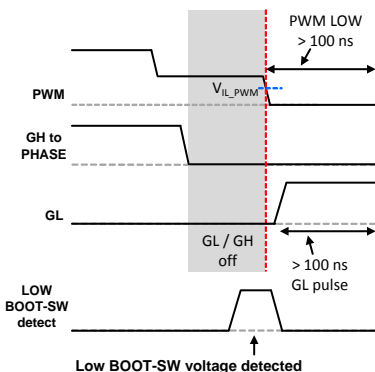 PWM LOW
> 100 ns
V_IL_PWM
PWM
GH to
PHASE
GL
GL / GH
off
> 100 ns
GL pulse
LOW
BOOT-SW
detect
Low BOOT-SW voltage detected